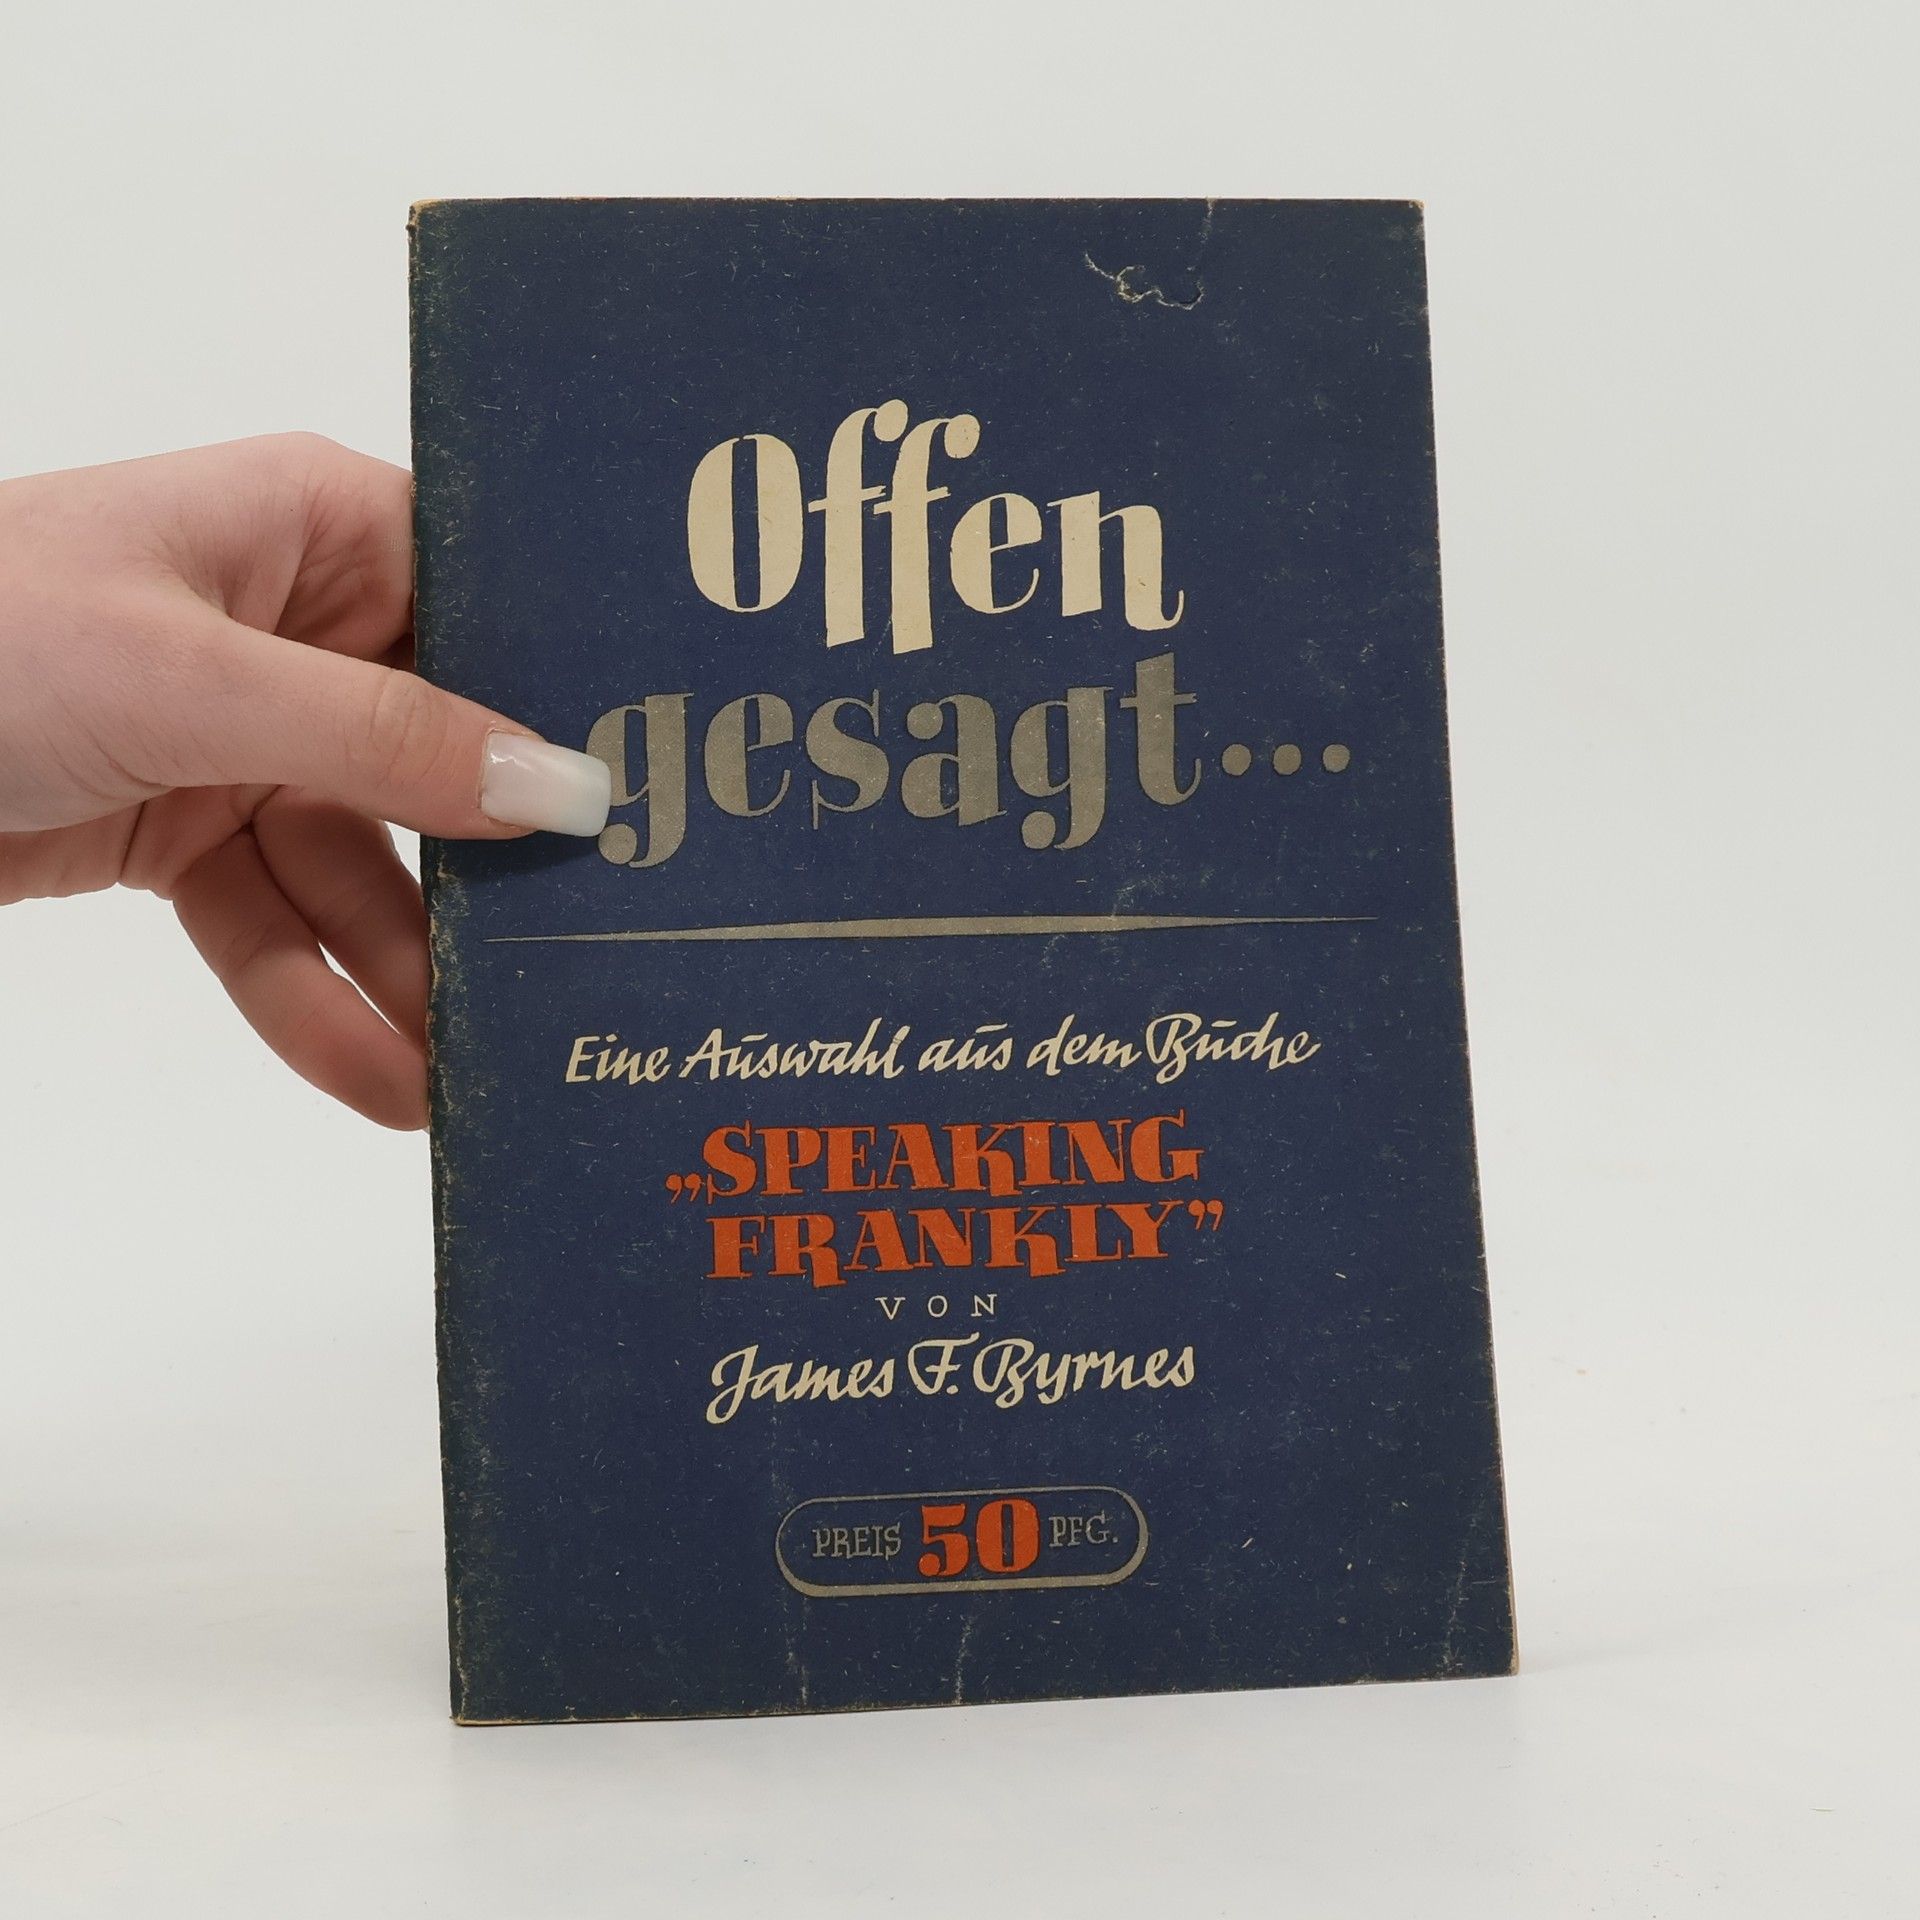 Offen
gesagt...
Eine Auswahl aus dem Buche
„SPEAKING
FRANKLY”
VON
James F. Byrnes
PREIS 50 PFG.